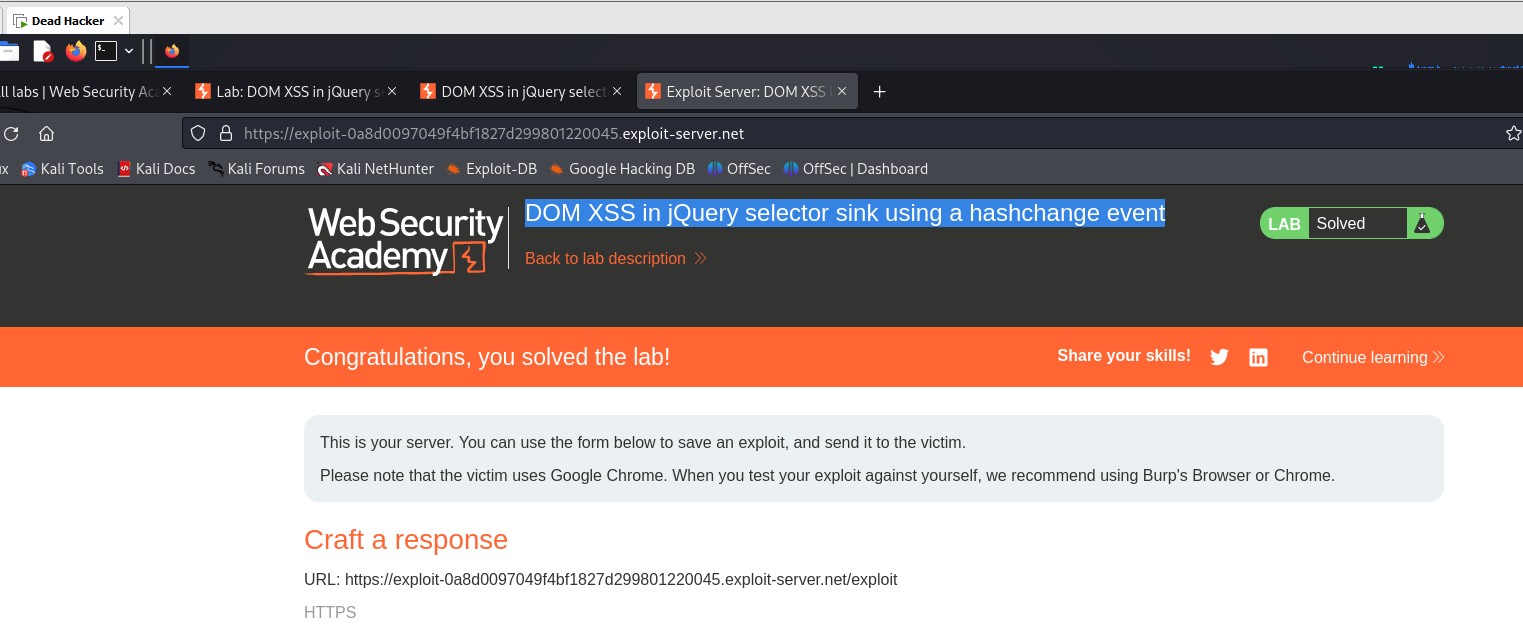 Dead Hacker
ll labs | Web Security Aca
Lab: DOM XSS in jQuery s
DOM XSS in jQuery select
Exploit Server: DOM XSS i
https://exploit-0a8d0097049f4bf1827d299801220045.exploit-server.net
x Kali Tools Kali Docs Kali Forums Kali NetHunter Exploit-DB Google Hacking DB OffSec OffSec | Dashboard
Web Security
Academy
DOM XSS in jQuery selector sink using a hashchange event
Back to lab description
LAB Solved
Congratulations, you solved the lab!
Share your skills!
Continue learning
This is your server. You can use the form below to save an exploit, and send it to the victim.
Please note that the victim uses Google Chrome. When you test your exploit against yourself, we recommend using Burp's Browser or Chrome.
Craft a response
URL: https://exploit-0a8d0097049f4bf1827d299801220045.exploit-server.net/exploit
HTTPS